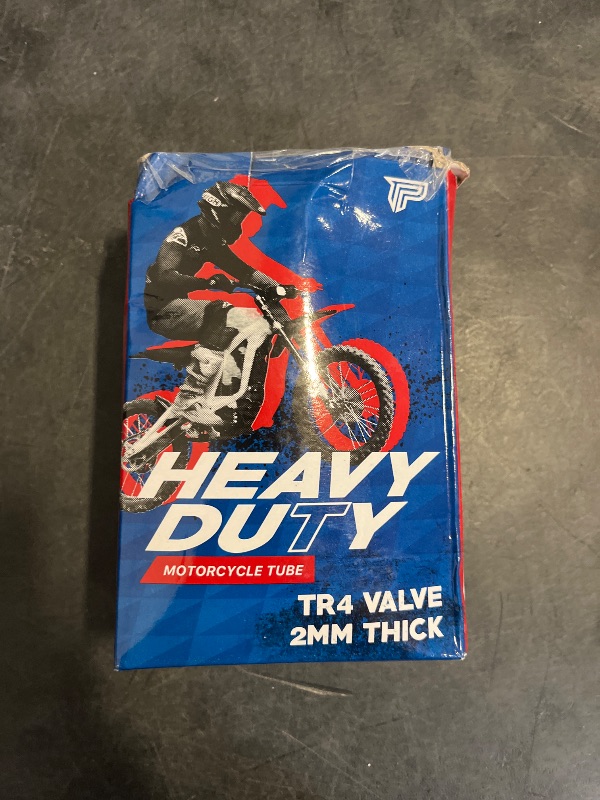 HEAVY
DUTY
MOTORCYCLE TUBE
TR4 VALVE
2MM THICK